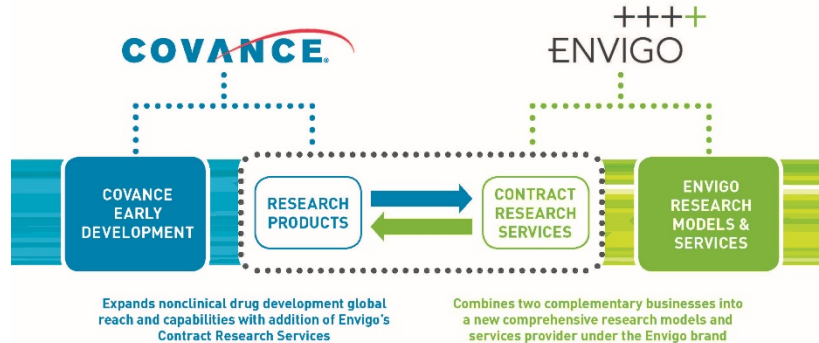 COVANCE®
++++
ENVIGO
COVANCE
EARLY
DEVELOPMENT
RESEARCH
PRODUCTS
CONTRACT
RESEARCH
SERVICES
ENVIGO
RESEARCH
MODELS &
SERVICES
Expands nonclinical drug development global
reach and capabilities with addition of Envigo's
Contract Research Services
Combines two complementary businesses into
a new comprehensive research models and
services provider under the Envigo brand